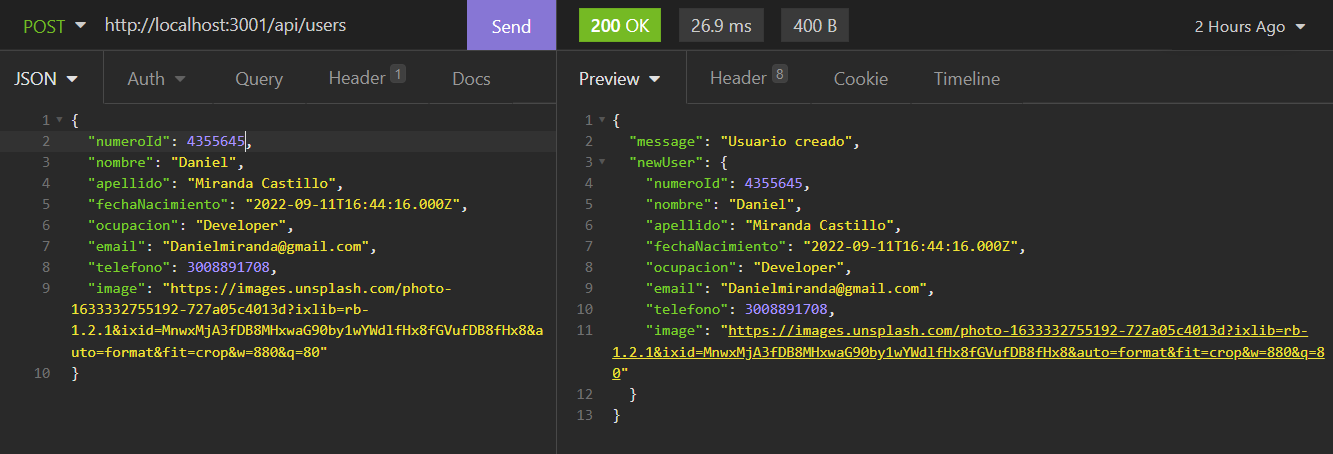 POST http://localhost:3001/api/users Send 200 OK 26.9 ms 400 B 2 Hours Ago
JSON Auth Query Header 1 Docs
1 {
2 "numeroId": 4355645,
3 "nombre": "Daniel",
4 "apellido": "Miranda Castillo",
5 "fechaNacimiento": "2022-09-11T16:44:16.000Z",
6 "ocupacion": "Developer",
7 "email": "Danielmiranda@gmail.com",
8 "telefono": 3008891708,
9 "image": "https://images.unsplash.com/photo-
1633332755192-727a05c4013d?ixlib=rb-
1.2.1&ixid=MnwxMjA3fDB8MHxwaG90by1wYWdlfHx8fGVufDB8fHx8&a
uto=format&fit=crop&w=880&q=80"
10 }
Preview Header 8 Cookie Timeline
1 {
2 "message": "Usuario creado",
3 "newUser": {
4 "numeroId": 4355645,
5 "nombre": "Daniel",
6 "apellido": "Miranda Castillo",
7 "fechaNacimiento": "2022-09-11T16:44:16.000Z",
8 "ocupacion": "Developer",
9 "email": "Danielmiranda@gmail.com",
10 "telefono": 3008891708,
11 "image": "https://images.unsplash.com/photo-1633332755192-727a05c4013d?ixlib=rb-
1.2.1&ixid=MnwxMjA3fDB8MHxwaG90by1wYWdlfHx8fGVufDB8fHx8&auto=format&fit=crop&w=880&q=8
0"
12 }
13 }